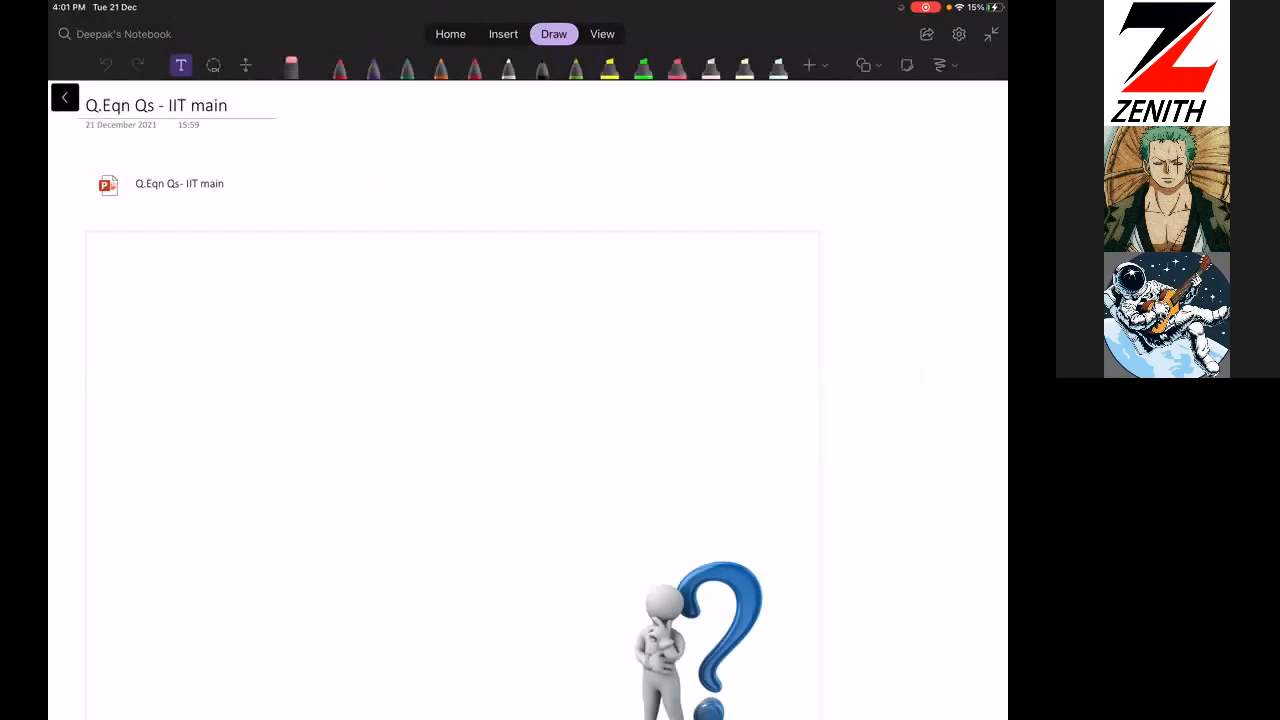 4:01 PM Tue 21 Dec
15%
Deepak's Notebook
Home
Insert
Draw
View
T
Q.Eqn Qs - IIT main
21 December 2021 15:59
P
Q.Eqn Qs- IIT main
?
Z
ZENITH